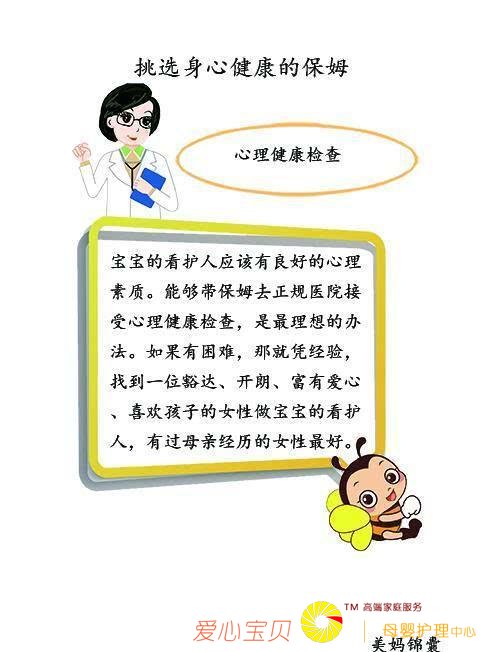 挑选身心健康的保姆
心理健康检查
宝宝的看护人应该有良好的心理
素质。能够带保姆去正规医院接
受心理健康检查，是最理想的办
法。如果有困难，那就凭经验，
找到一位豁达、开朗、富有爱心
、喜欢孩子的女性做宝宝的看护
人，有过母亲经历的女性最好。
TM 高端家庭服务
爱心宝贝 | 母婴护理中心
美妈锦囊